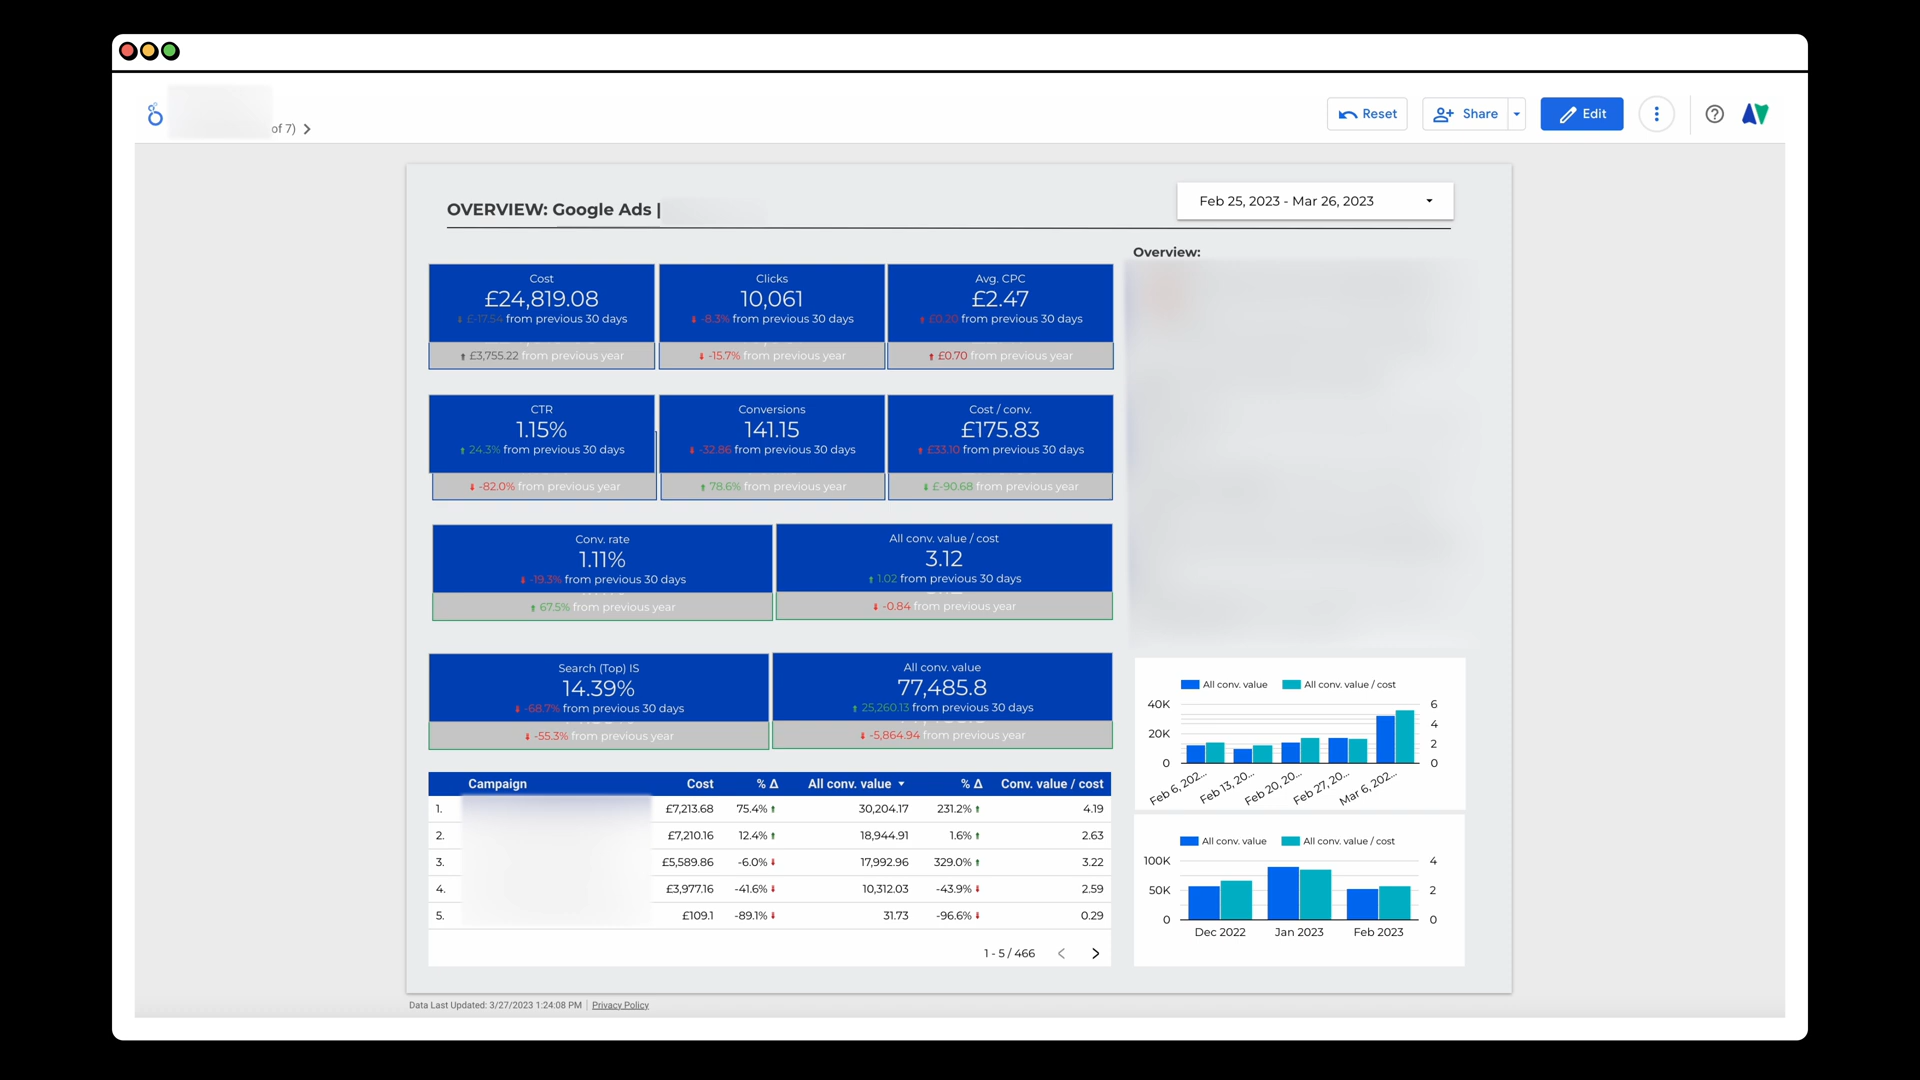 of 7)
Reset
Share
Edit
OVERVIEW: Google Ads |
Feb 25, 2023 - Mar 26, 2023
Overview:
Cost
£24,819.08
£-17.54 from previous 30 days
£3,755.22 from previous year
Clicks
10,061
-8.3% from previous 30 days
-15.7% from previous year
Avg. CPC
£2.47
£0.20 from previous 30 days
£0.70 from previous year
CTR
1.15%
24.3% from previous 30 days
-82.0% from previous year
Conversions
141.15
-32.86 from previous 30 days
78.6% from previous year
Cost / conv.
£175.83
£33.10 from previous 30 days
£-90.68 from previous year
Conv. rate
1.11%
-19.3% from previous 30 days
67.5% from previous year
All conv. value / cost
3.12
1.02 from previous 30 days
-0.84 from previous year
Search (Top) IS
14.39%
-68.7% from previous 30 days
-55.3% from previous year
All conv. value
77,485.8
25,260.13 from previous 30 days
-5,864.94 from previous year
Campaign Cost % Δ All conv. value % Δ Conv. value / cost
1. £7,213.68 75.4% 30,204.17 231.2% 4.19
2. £7,210.16 12.4% 18,944.91 1.6% 2.63
3. £5,589.86 -6.0% 17,992.96 329.0% 3.22
4. £3,977.16 -41.6% 10,312.03 -43.9% 2.59
5. £109.1 -89.1% 31.73 -96.6% 0.29
1 - 5 / 466
All conv. value All conv. value / cost
40K 6
4
20K 2
0 0
Feb 6, 202... Feb 13, 20... Feb 20, 20... Feb 27, 20... Mar 6, 202...
All conv. value All conv. value / cost
100K 4
50K 2
0 0
Dec 2022 Jan 2023 Feb 2023
Data Last Updated: 3/27/2023 1:24:08 PM | Privacy Policy